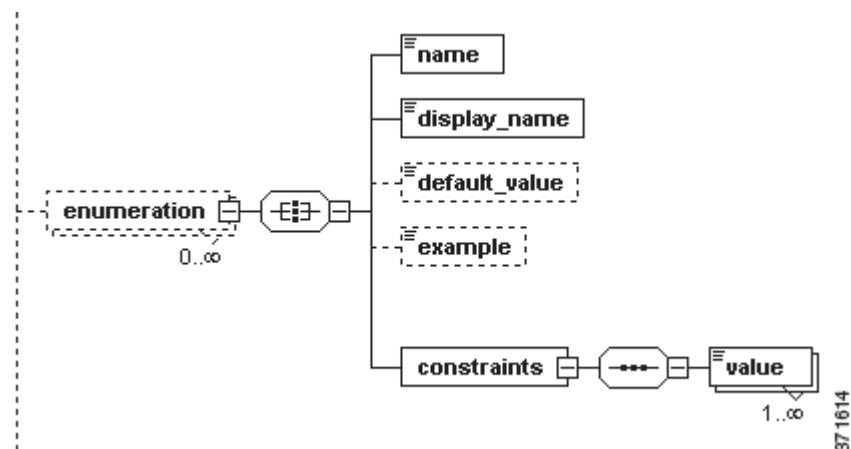 name
display_name
default_value
enumeration
0..∞
example
constraints
value
1..∞
371614